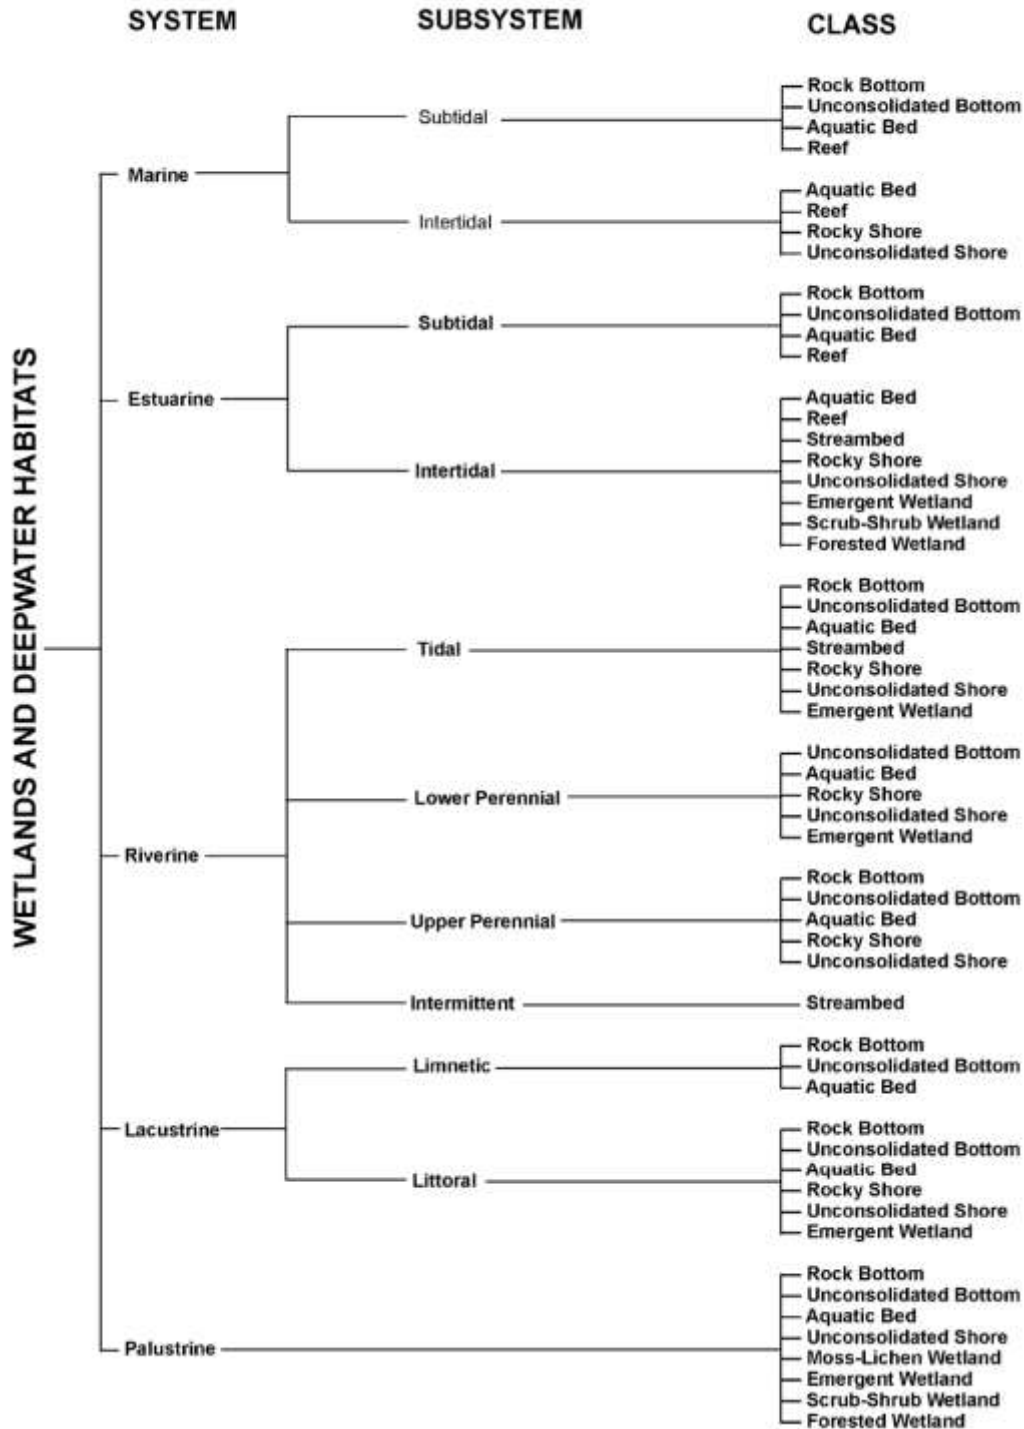 SYSTEM SUBSYSTEM CLASS
WETLANDS AND DEEPWATER HABITATS
Marine
Subtidal
Rock Bottom
Unconsolidated Bottom
Aquatic Bed
Reef
Intertidal
Aquatic Bed
Reef
Rocky Shore
Unconsolidated Shore
Estuarine
Subtidal
Rock Bottom
Unconsolidated Bottom
Aquatic Bed
Reef
Intertidal
Aquatic Bed
Reef
Streambed
Rocky Shore
Unconsolidated Shore
Emergent Wetland
Scrub-Shrub Wetland
Forested Wetland
Riverine
Tidal
Rock Bottom
Unconsolidated Bottom
Aquatic Bed
Streambed
Rocky Shore
Unconsolidated Shore
Emergent Wetland
Lower Perennial
Unconsolidated Bottom
Aquatic Bed
Rocky Shore
Unconsolidated Shore
Emergent Wetland
Upper Perennial
Rock Bottom
Unconsolidated Bottom
Aquatic Bed
Rocky Shore
Unconsolidated Shore
Intermittent
Streambed
Lacustrine
Limnetic
Rock Bottom
Unconsolidated Bottom
Aquatic Bed
Littoral
Rock Bottom
Unconsolidated Bottom
Aquatic Bed
Rocky Shore
Unconsolidated Shore
Emergent Wetland
Palustrine
Rock Bottom
Unconsolidated Bottom
Aquatic Bed
Unconsolidated Shore
Moss-Lichen Wetland
Emergent Wetland
Scrub-Shrub Wetland
Forested Wetland